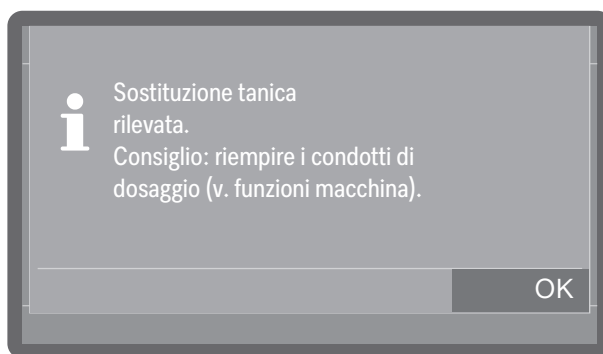 Sostituzione tanica
rilevata.
Consiglio: riempire i condotti di
dosaggio (v. funzioni macchina).
OK